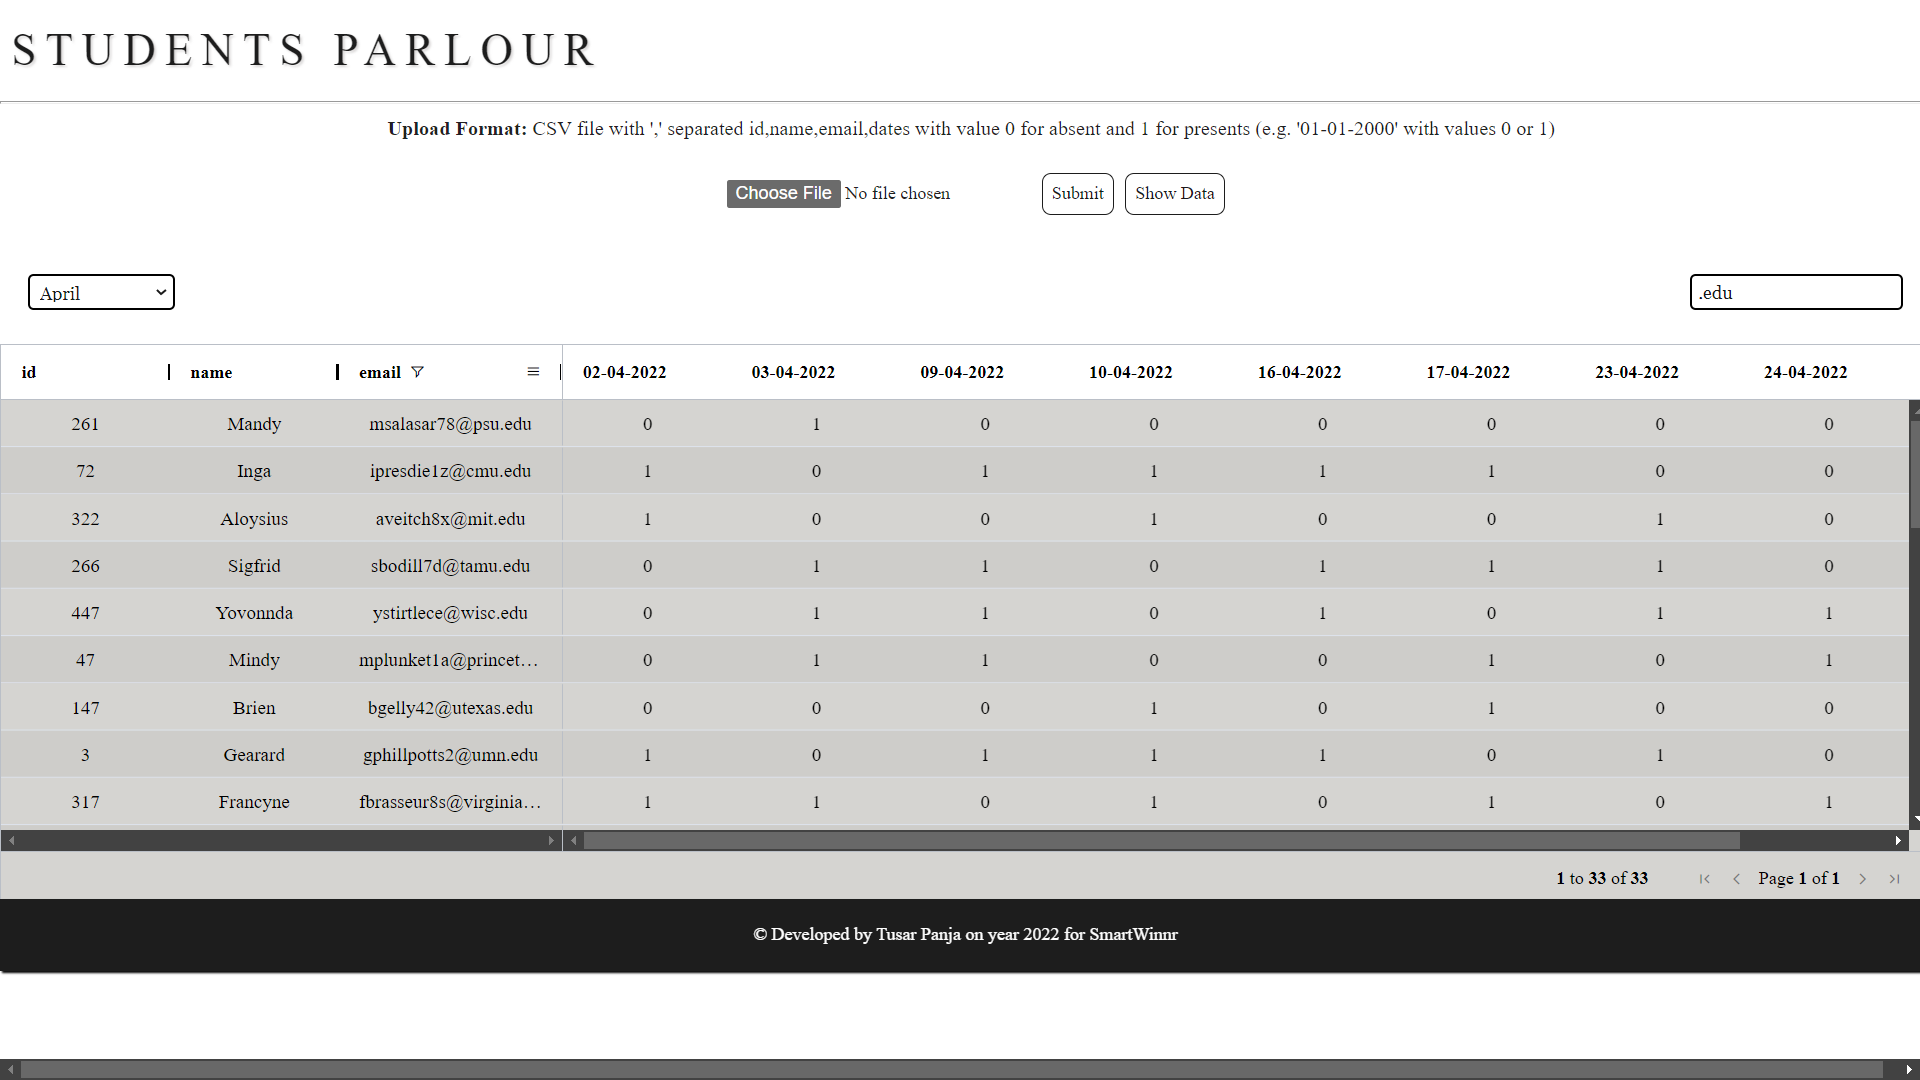 STUDENTS PARLOUR
Upload Format: CSV file with ',' separated id,name,email,dates with value 0 for absent and 1 for presents (e.g. '01-01-2000' with values 0 or 1)
Choose File No file chosen Submit Show Data
April .edu
id name email 02-04-2022 03-04-2022 09-04-2022 10-04-2022 16-04-2022 17-04-2022 23-04-2022 24-04-2022
261 Mandy msalasar78@psu.edu 0 1 0 0 0 0 0 0
72 Inga ipresdie1z@cmu.edu 1 0 1 1 1 1 0 0
322 Aloysius aveitch8x@mit.edu 1 0 0 1 0 0 1 0
266 Sigfrid sbodill7d@tamu.edu 0 1 1 0 1 1 1 0
447 Yovonnda ystirtlece@wisc.edu 0 1 1 0 1 0 1 1
47 Mindy mplunket1a@princet... 0 1 1 0 0 1 0 1
147 Brien bgelly42@utexas.edu 0 0 0 1 0 1 0 0
3 Gearard gphillpotts2@umn.edu 1 0 1 1 1 0 1 0
317 Francyne fbrasseur8s@virginia... 1 1 0 1 0 1 0 1
1 to 33 of 33 Page 1 of 1
© Developed by Tusar Panja on year 2022 for SmartWinnr